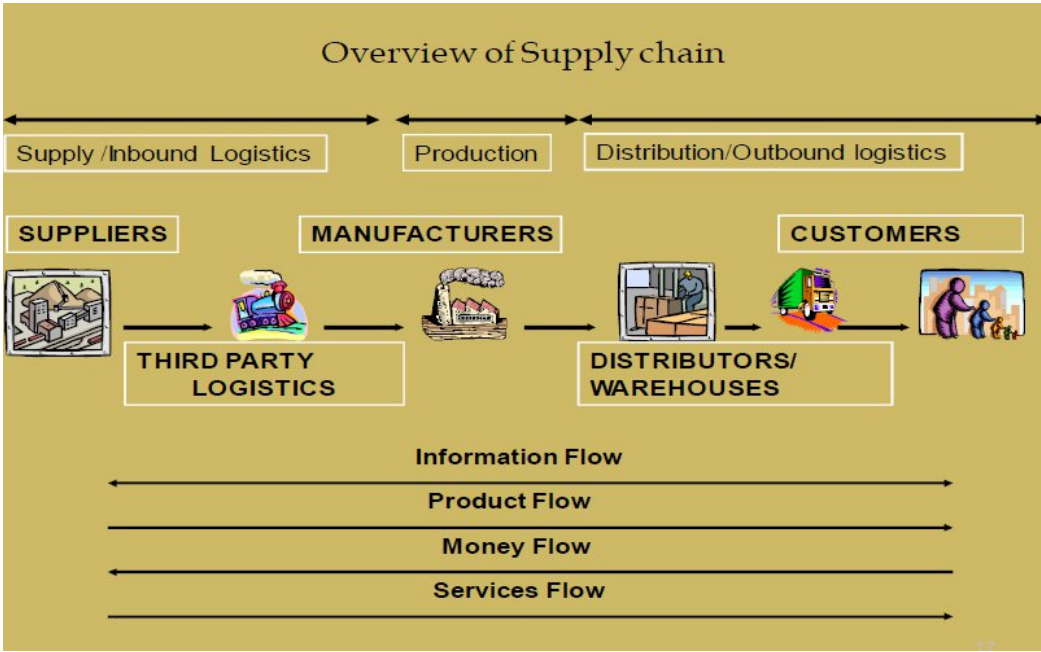 Overview of Supply chain
Supply /Inbound Logistics
Production
Distribution/Outbound logistics
SUPPLIERS
MANUFACTURERS
CUSTOMERS
THIRD PARTY
LOGISTICS
DISTRIBUTORS/
WAREHOUSES
Information Flow
Product Flow
Money Flow
Services Flow